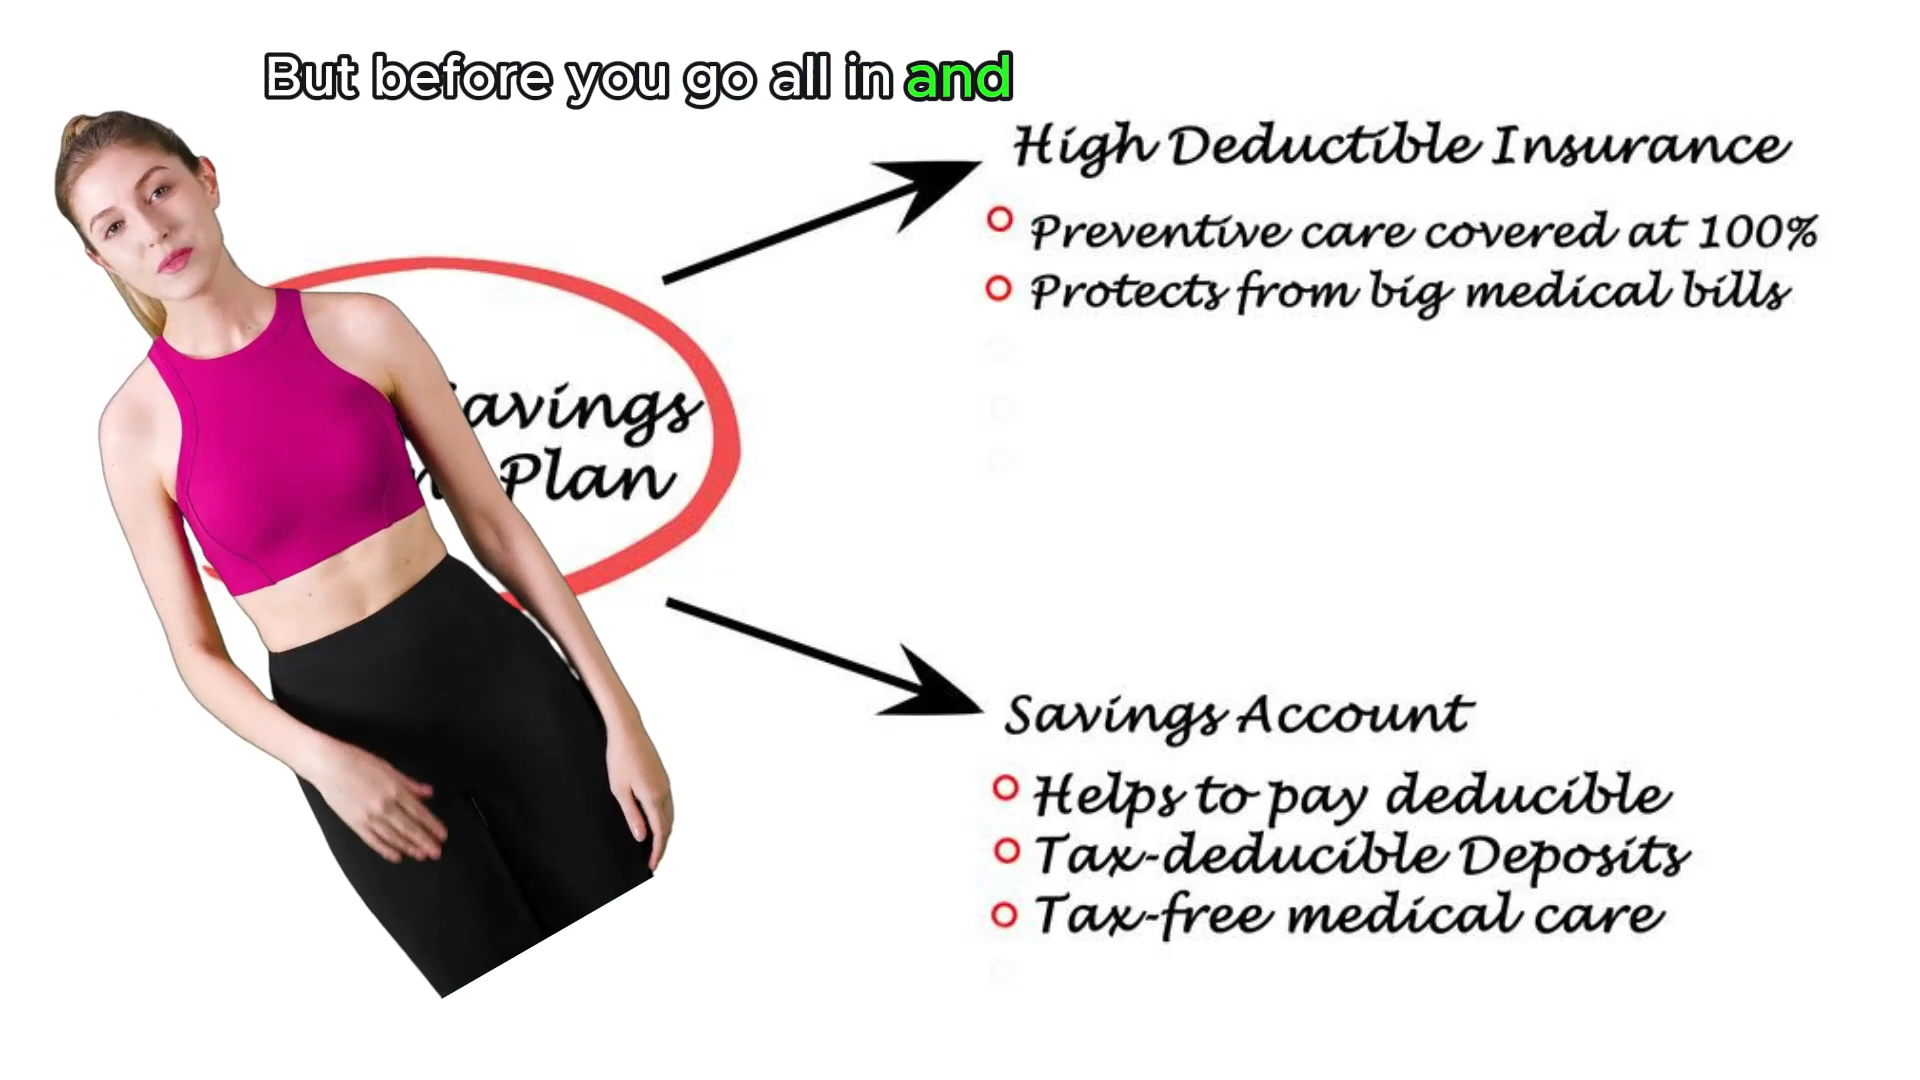 But before you go all in and
High Deductible Insurance
Preventive care covered at 100%
Protects from big medical bills
avings
Plan
Savings Account
Helps to pay deducible
Tax-deducible Deposits
Tax-free medical care